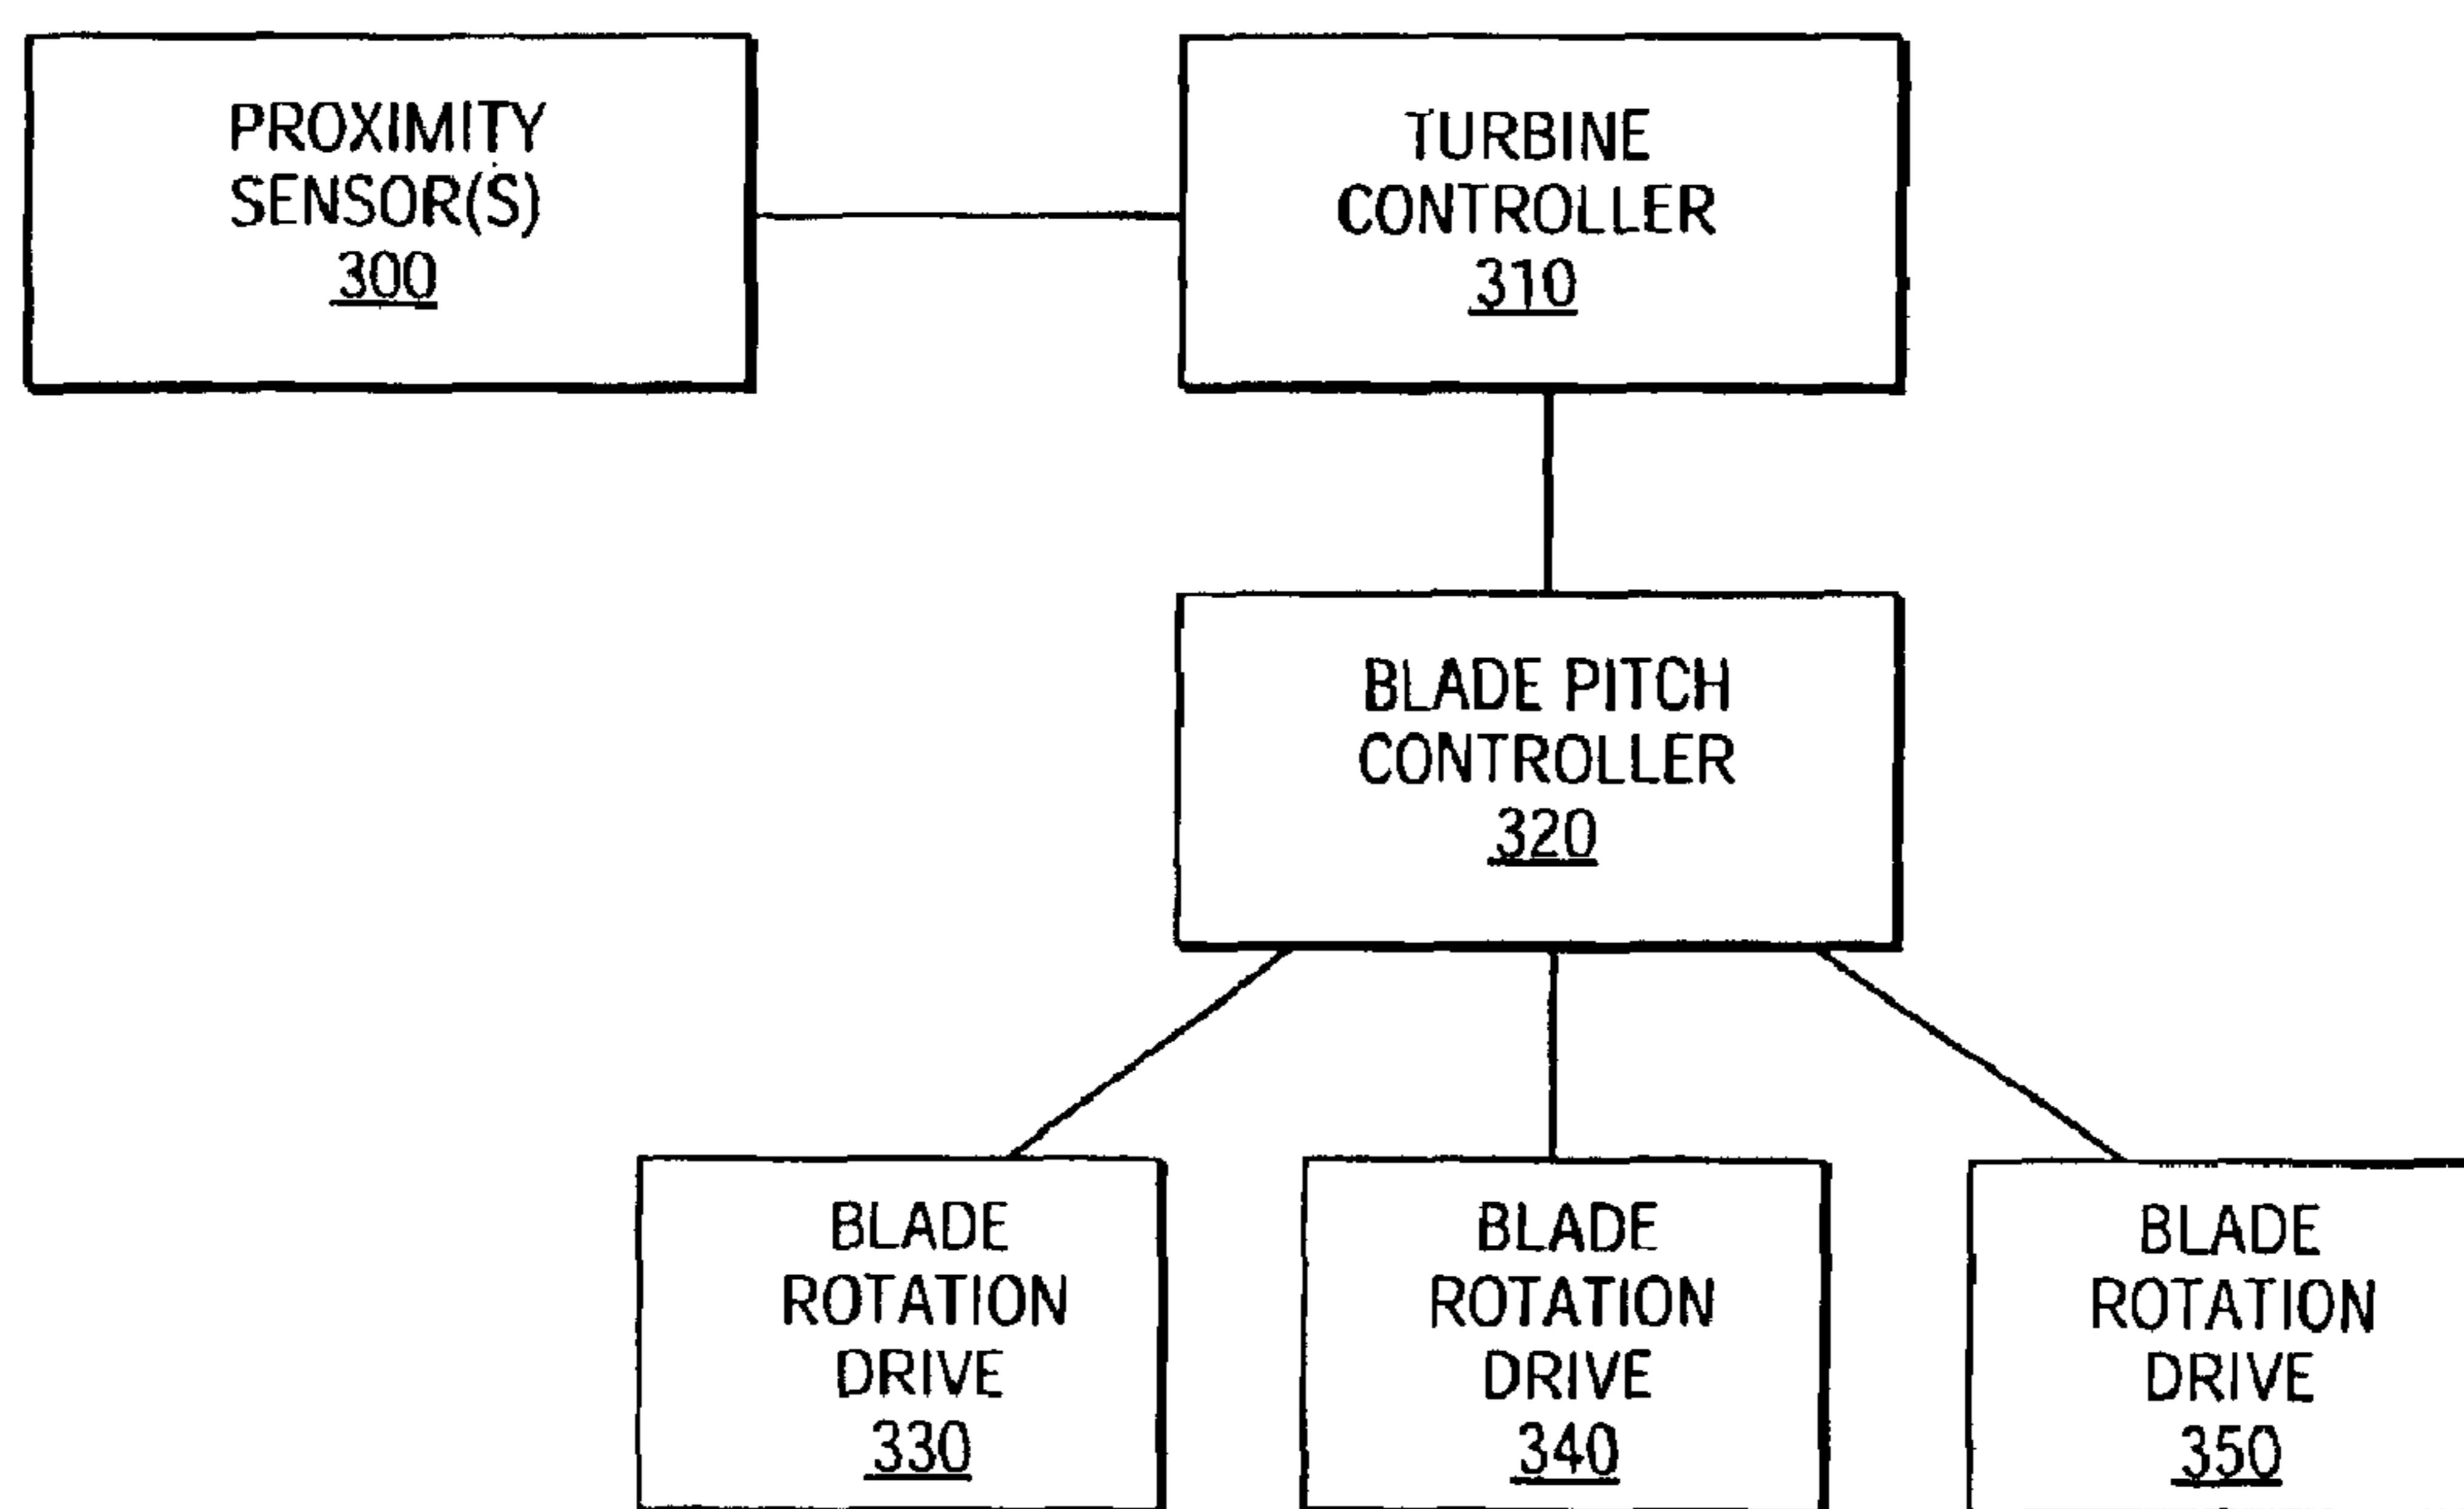 PROXIMITY
SENSOR(S)
300
TURBINE
CONTROLLER
310
BLADE PITCH
CONTROLLER
320
BLADE
ROTATION
DRIVE
330
BLADE
ROTATION
DRIVE
340
BLADE
ROTATION
DRIVE
350